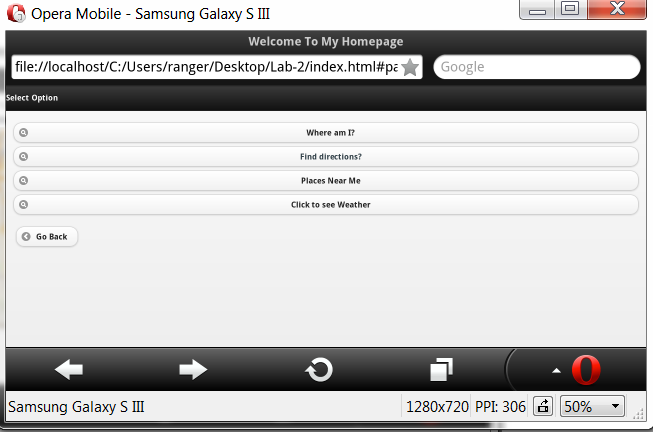 Opera Mobile - Samsung Galaxy S III
Welcome To My Homepage
file://localhost/C:/Users/ranger/Desktop/Lab-2/index.html#pa
Google
Select Option
Where am I?
Find directions?
Places Near Me
Click to see Weather
Go Back
Samsung Galaxy S III 1280x720 PPI: 306 50%